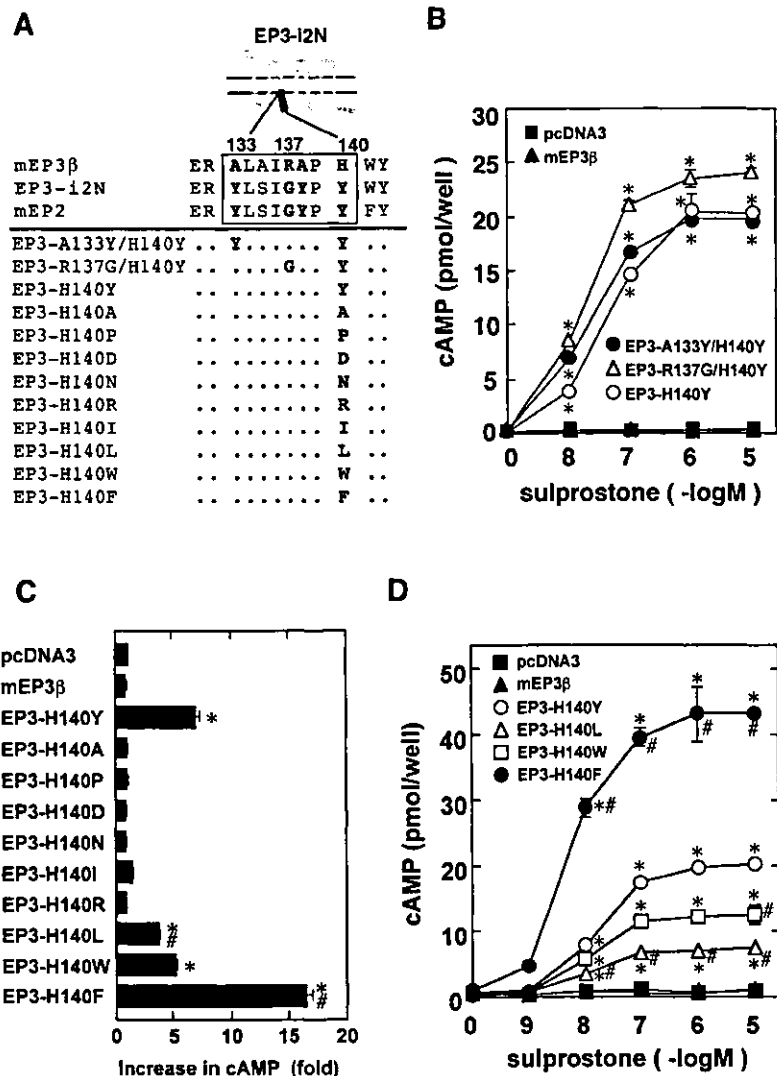 A
EP3-i2N
133 137 140
mEP3β ER ALAIRAP H WY
EP3-i2N ER YLSIGYP Y WY
mEP2 ER YLSIGYP Y FY
EP3-A133Y/H140Y .. Y...... Y ..
EP3-R137G/H140Y .. ....G.. Y ..
EP3-H140Y .. ....... Y ..
EP3-H140A .. ....... A ..
EP3-H140P .. ....... P ..
EP3-H140D .. ....... D ..
EP3-H140N .. ....... N ..
EP3-H140R .. ....... R ..
EP3-H140I .. ....... I ..
EP3-H140L .. ....... L ..
EP3-H140W .. ....... W ..
EP3-H140F .. ....... F ..
B
cAMP (pmol/well)
30
25
20
15
10
5
0
pcDNA3
mEP3β
* * * * * * * * * * * *
EP3-A133Y/H140Y
EP3-R137G/H140Y
EP3-H140Y
0 8 7 6 5
sulprostone ( -logM )
C
pcDNA3
mEP3β
EP3-H140Y *
EP3-H140A
EP3-H140P
EP3-H140D
EP3-H140N
EP3-H140I
EP3-H140R
EP3-H140L * #
EP3-H140W *
EP3-H140F * #
0 5 10 15 20
Increase in cAMP (fold)
D
cAMP (pmol/well)
50
40
30
20
10
0
pcDNA3
mEP3β
EP3-H140Y
EP3-H140L
EP3-H140W
EP3-H140F
*# * # * # * #
* * * *
* * * * #
*# * # * # * #
0 9 8 7 6 5
sulprostone ( -logM )